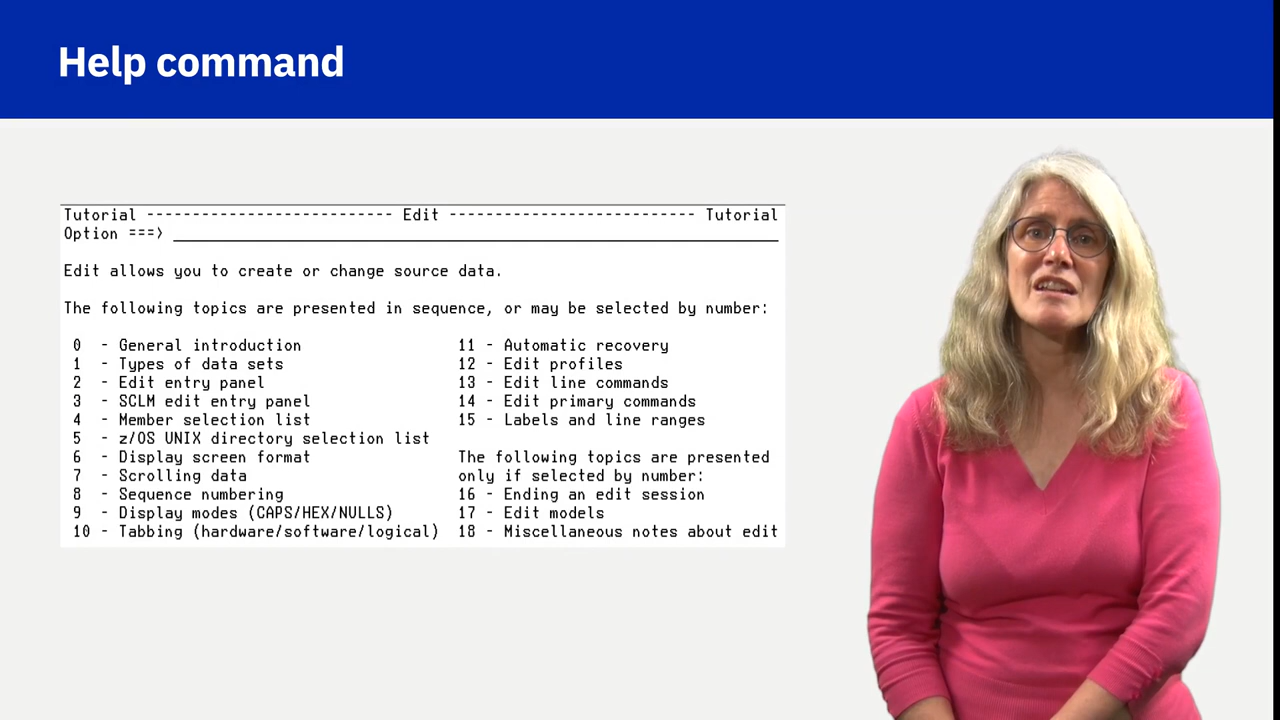 Help command
Tutorial --------------------------- Edit --------------------------- Tutorial
Option ===>
Edit allows you to create or change source data.
The following topics are presented in sequence, or may be selected by number:
0 - General introduction
1 - Types of data sets
2 - Edit entry panel
3 - SCLM edit entry panel
4 - Member selection list
5 - z/OS UNIX directory selection list
6 - Display screen format
7 - Scrolling data
8 - Sequence numbering
9 - Display modes (CAPS/HEX/NULLS)
10 - Tabbing (hardware/software/logical)
11 - Automatic recovery
12 - Edit profiles
13 - Edit line commands
14 - Edit primary commands
15 - Labels and line ranges
The following topics are presented
only if selected by number:
16 - Ending an edit session
17 - Edit models
18 - Miscellaneous notes about edit